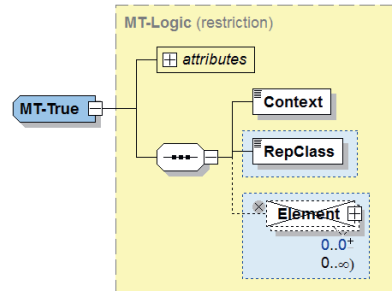 MT-Logic (restriction)
attributes
MT-True
Context
RepClass
Element
0..0
0..∞)